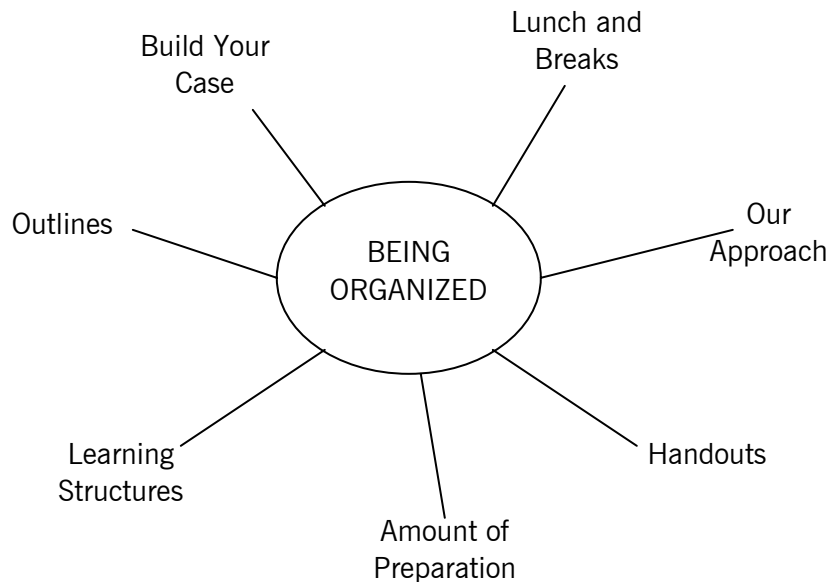 Build Your
Case
Lunch and
Breaks
Outlines
BEING
ORGANIZED
Our
Approach
Learning
Structures
Handouts
Amount of
Preparation